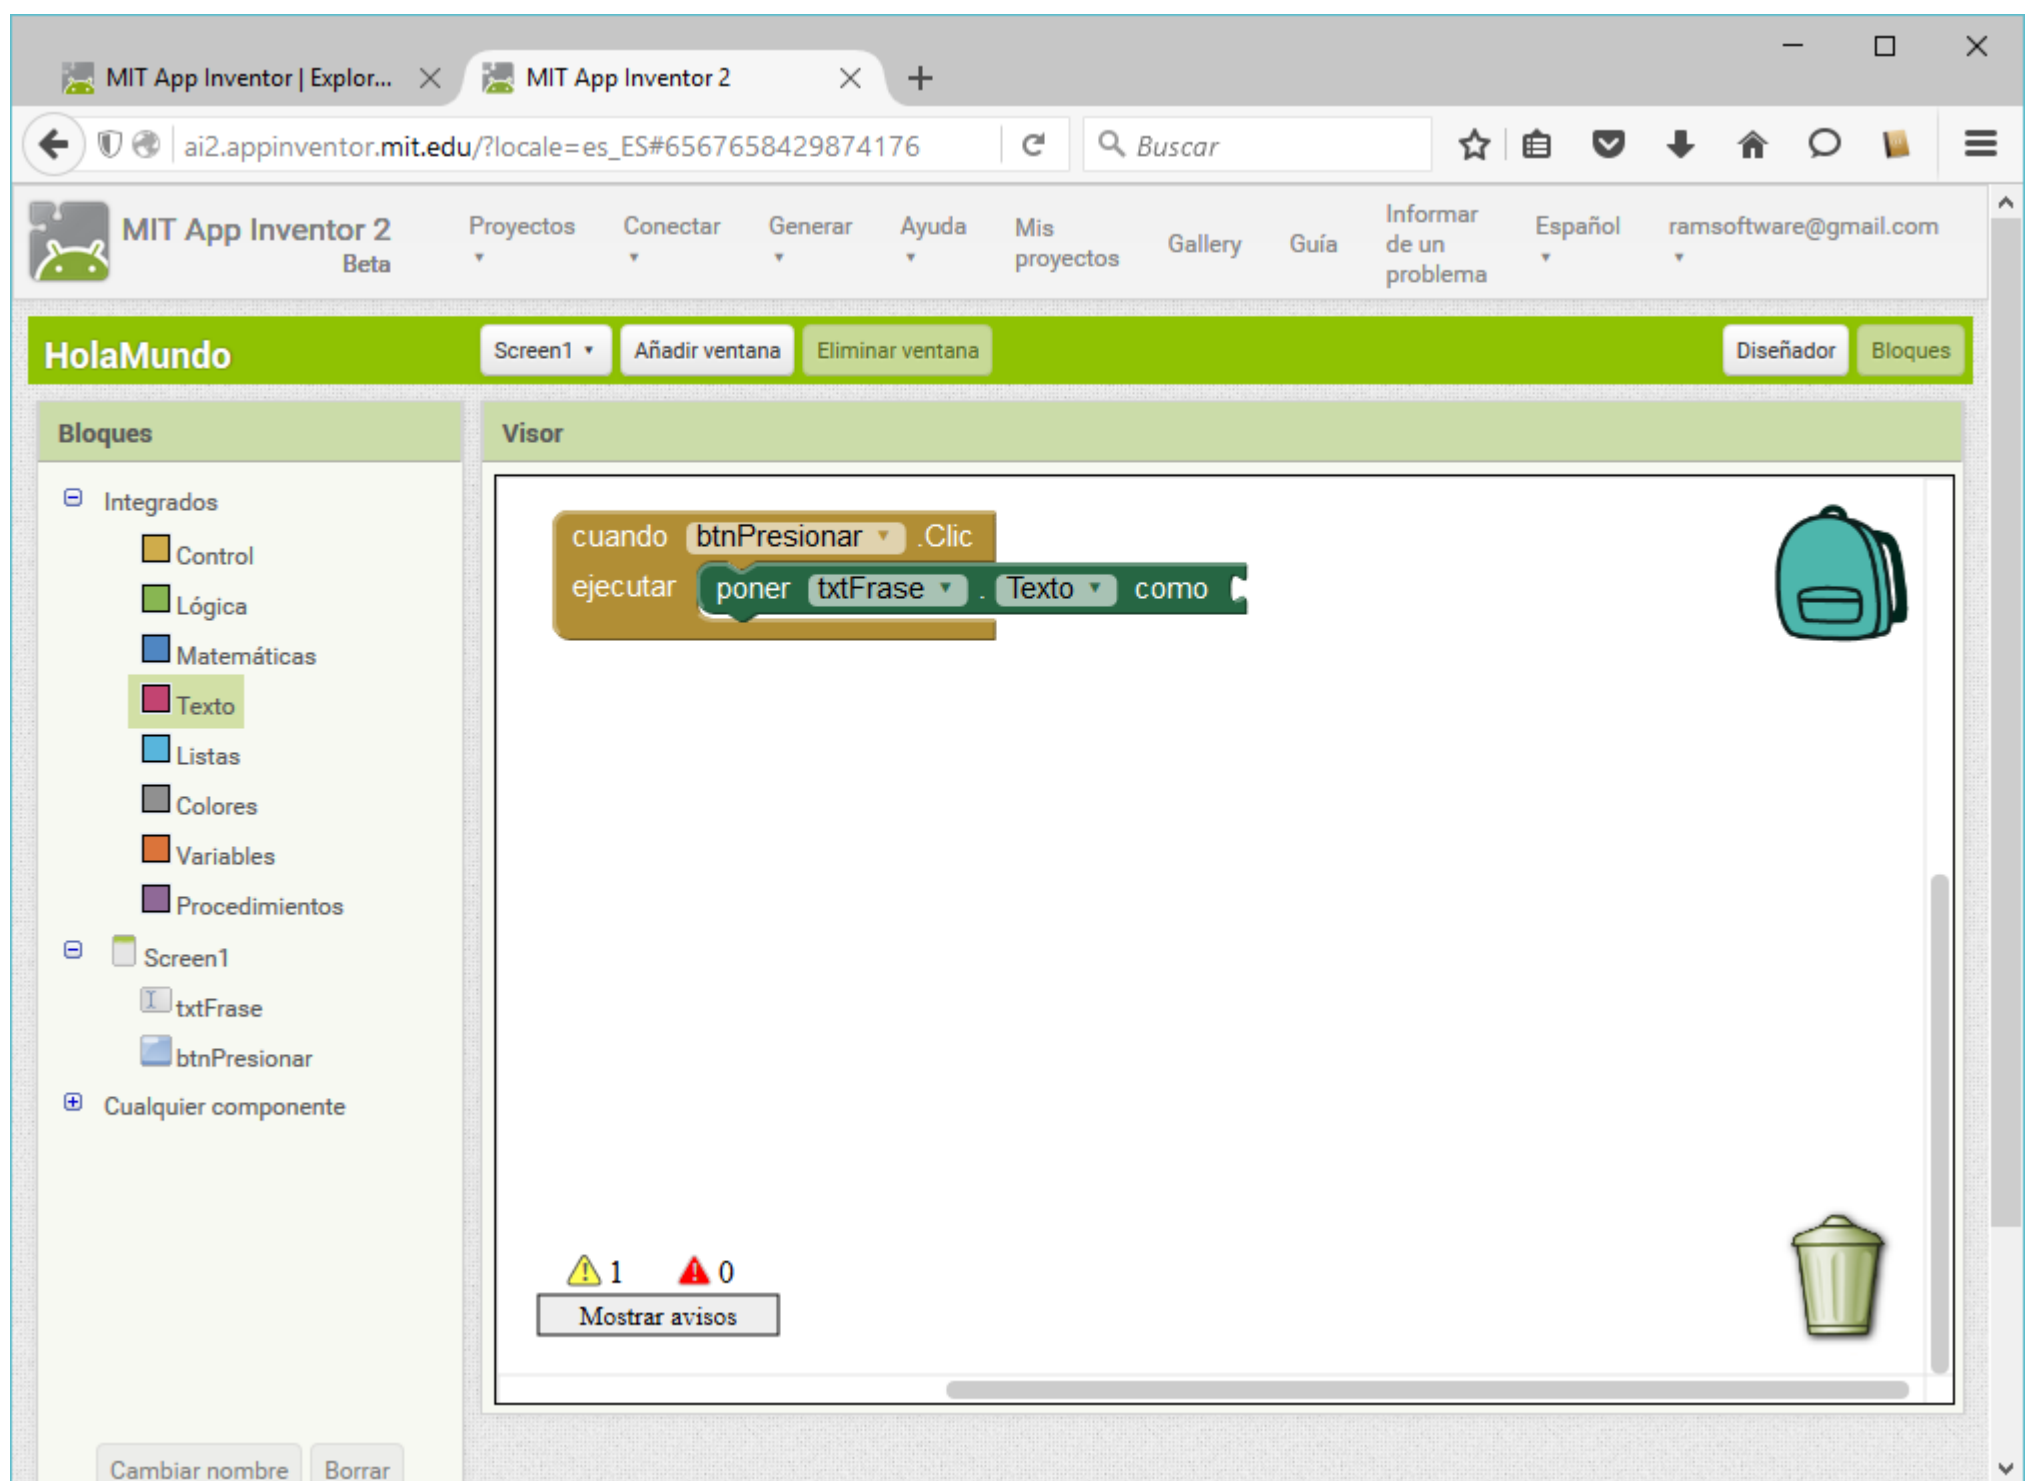 MIT App Inventor | Explor...
MIT App Inventor 2
ai2.appinventor.mit.edu/?locale=es_ES#6567658429874176
Buscar
MIT App Inventor 2
Beta
Proyectos
Conectar
Generar
Ayuda
Mis
proyectos
Gallery
Guía
Informar
de un
problema
Español
ramsoftware@gmail.com
HolaMundo
Screen1
Añadir ventana
Eliminar ventana
Diseñador
Bloques
Bloques
Integrados
Control
Lógica
Matemáticas
Texto
Listas
Colores
Variables
Procedimientos
Screen1
txtFrase
btnPresionar
Cualquier componente
Cambiar nombre
Borrar
Visor
cuando btnPresionar .Clic
ejecutar poner txtFrase . Texto como
1
0
Mostrar avisos